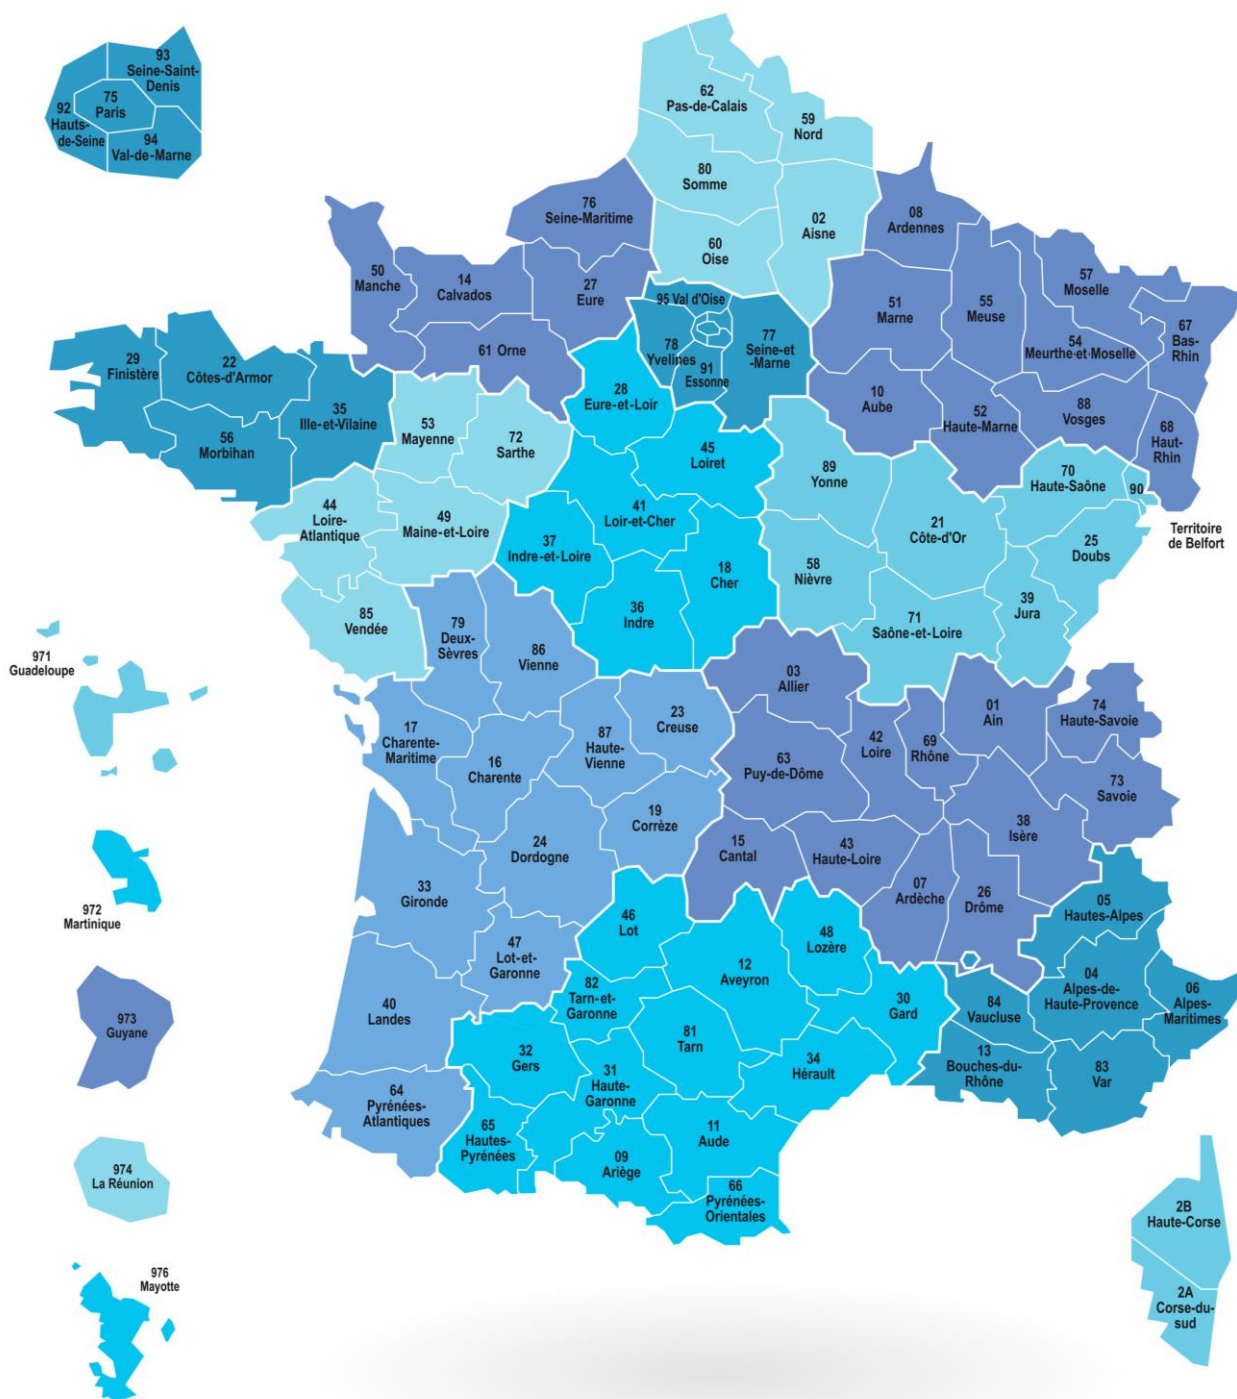 93
Seine-Saint-
Denis
75
Paris
92
Hauts-
de-Seine
94
Val-de-Marne
62
Pas-de-Calais
59
Nord
80
Somme
02
Aisne
60
Oise
76
Seine-Maritime
27
Eure
50
Manche
14
Calvados
61 Orne
08
Ardennes
51
Marne
55
Meuse
57
Moselle
54
Meurthe-et-Moselle
67
Bas-
Rhin
10
Aube
52
Haute-Marne
88
Vosges
68
Haut-
Rhin
95 Val d'Oise
78
Yvelines
91
Essonne
77
Seine-et
-Marne
29
Finistère
22
Côtes-d'Armor
35
Ille-et-Vilaine
56
Morbihan
53
Mayenne
72
Sarthe
44
Loire-
Atlantique
49
Maine-et-Loire
85
Vendée
28
Eure-et-Loir
45
Loiret
41
Loir-et-Cher
37
Indre-et-Loire
18
Cher
36
Indre
89
Yonne
21
Côte-d'Or
58
Nièvre
71
Saône-et-Loire
70
Haute-Saône
90
Territoire
de Belfort
25
Doubs
39
Jura
79
Deux-
Sèvres
86
Vienne
17
Charente-
Maritime
16
Charente
87
Haute-
Vienne
23
Creuse
19
Corrèze
24
Dordogne
33
Gironde
47
Lot-et-
Garonne
40
Landes
64
Pyrénées-
Atlantiques
03
Allier
63
Puy-de-Dôme
42
Loire
69
Rhône
01
Ain
74
Haute-Savoie
73
Savoie
38
Isère
15
Cantal
43
Haute-Loire
07
Ardèche
26
Drôme
46
Lot
12
Aveyron
48
Lozère
30
Gard
82
Tarn-et-
Garonne
81
Tarn
34
Hérault
32
Gers
31
Haute-
Garonne
65
Hautes-
Pyrénées
09
Ariège
11
Aude
66
Pyrénées-
Orientales
05
Hautes-Alpes
04
Alpes-de-
Haute-Provence
06
Alpes-
Maritimes
84
Vaucluse
13
Bouches-du-
Rhône
83
Var
2B
Haute-Corse
2A
Corse-du-
sud
971
Guadeloupe
972
Martinique
973
Guyane
974
La Réunion
976
Mayotte